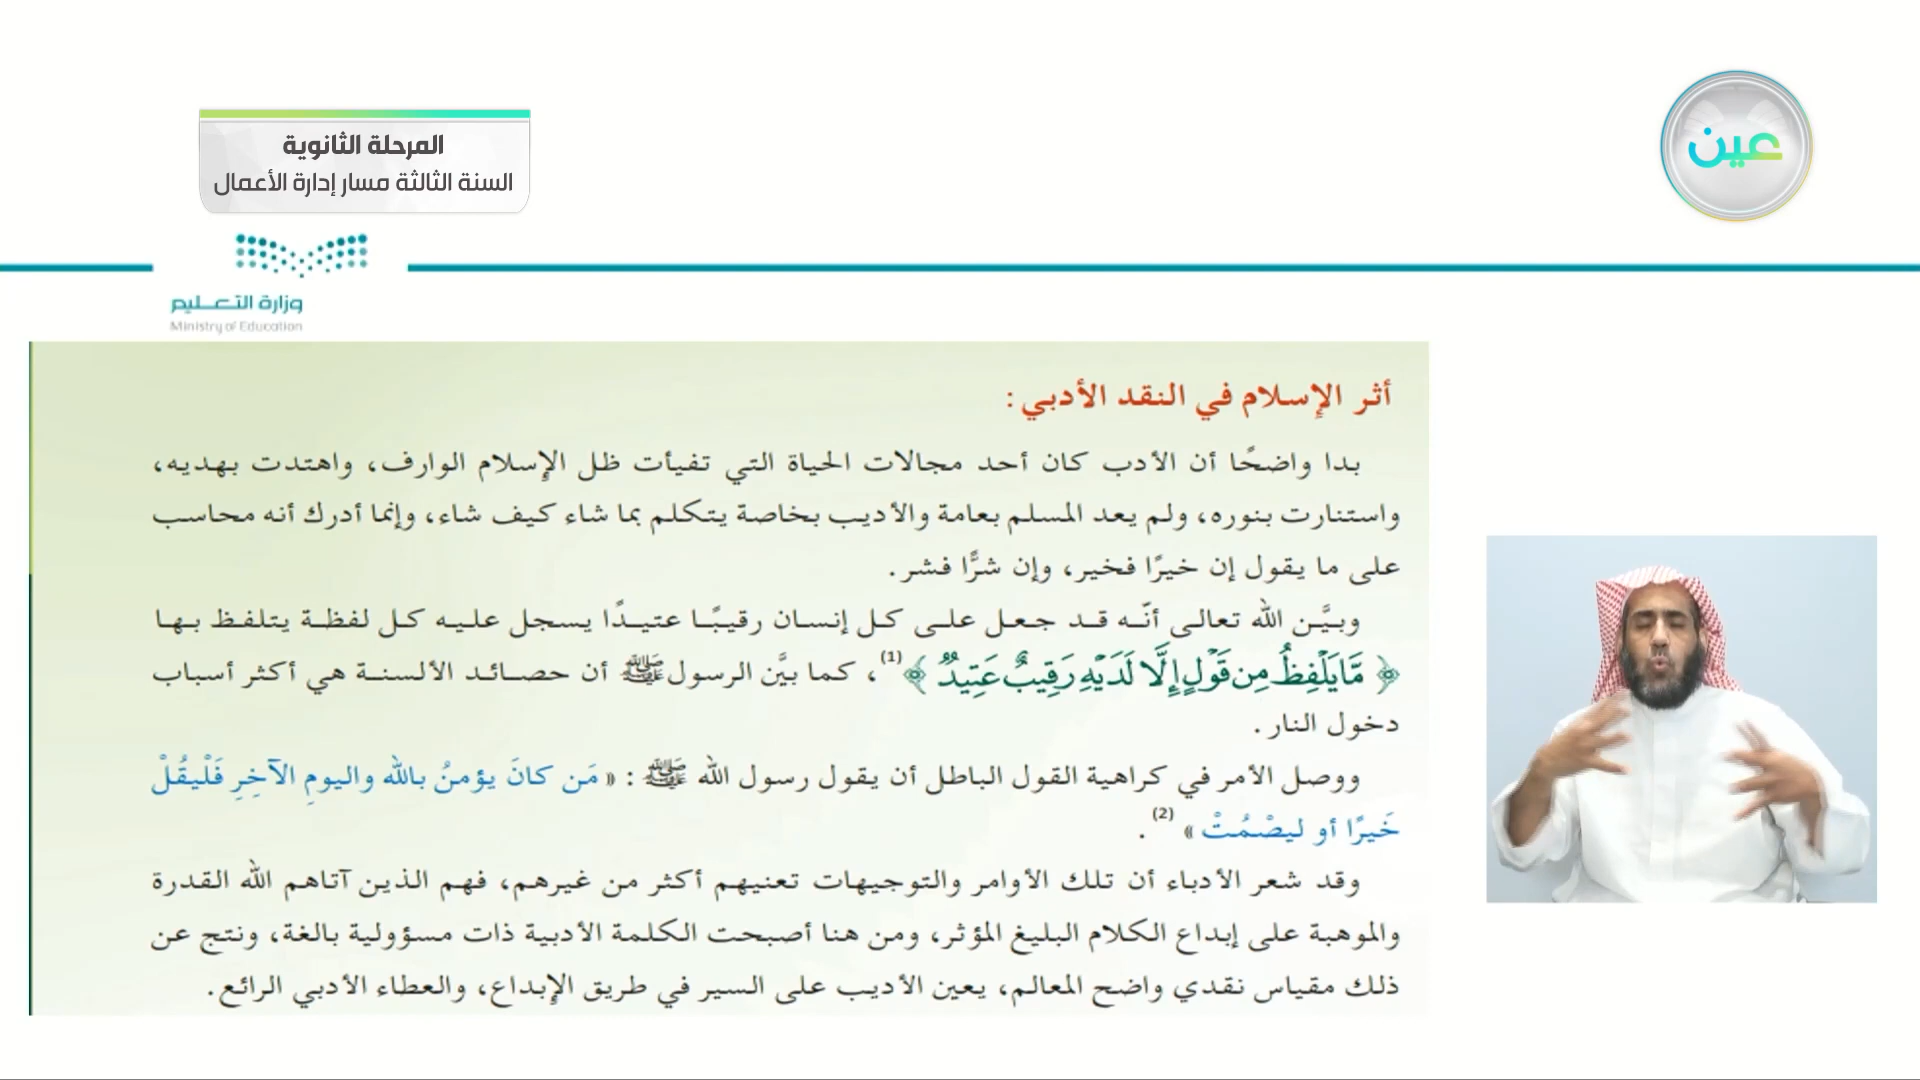 المرحلة الثانوية
السنة الثالثة مسار إدارة الأعمال
عين
وزارة التعليم
Ministry of Education
أثر الإسلام في النقد الأدبي :
بدا واضحًا أن الأدب كان أحد مجالات الحياة التي تفيأت ظل الإسلام الوارف، واهتدت بهديه،
واستنارت بنوره، ولم يعد المسلم بعامة والأديب بخاصة يتكلم بما شاء كيف شاء، وإنما أدرك أنه محاسب
على ما يقول إن خيرًا فخير، وإن شرًّا فشر .
وبيَّن الله تعالى أنّه قد جعل على كل إنسان رقيبًا عتيدًا يسجل عليه كل لفظة يتلفظ بها
﴿ مَّا يَلْفِظُ مِن قَوْلٍ إِلَّا لَدَيْهِ رَقِيبٌ عَتِيدٌ ﴾ (1)، كما بيَّن الرسول ﷺ أن حصائد الألسنة هي أكثر أسباب
دخول النار .
ووصل الأمر في كراهية القول الباطل أن يقول رسول الله ﷺ : « مَن كانَ يؤمنُ بالله واليومِ الآخِرِ فَلْيقُلْ
خَيرًا أو ليصْمُتْ » (2) .
وقد شعر الأدباء أن تلك الأوامر والتوجيهات تعنيهم أكثر من غيرهم، فهم الذين آتاهم الله القدرة
والموهبة على إبداع الكلام البليغ المؤثر، ومن هنا أصبحت الكلمة الأدبية ذات مسؤولية بالغة، ونتج عن
ذلك مقياس نقدي واضح المعالم، يعين الأديب على السير في طريق الإبداع، والعطاء الأدبي الرائع.